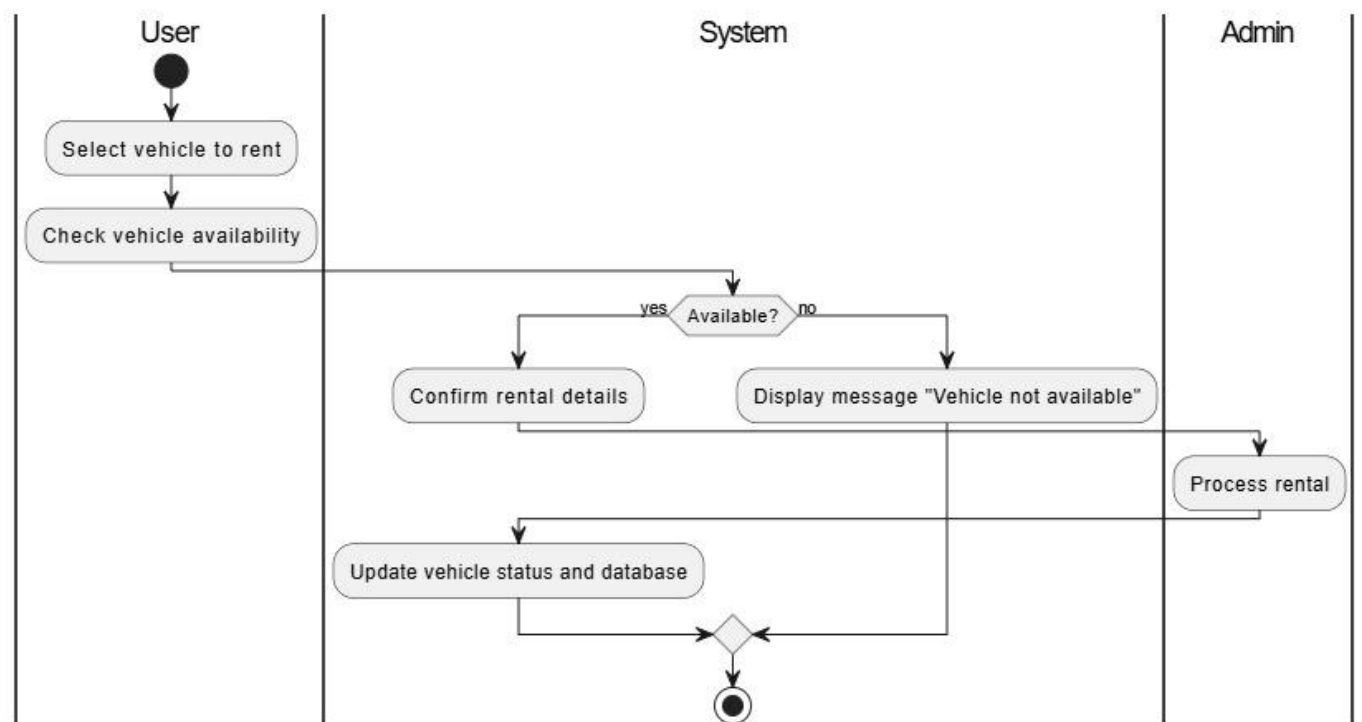 User
System
Admin
Select vehicle to rent
Check vehicle availability
yes
Available?
no
Confirm rental details
Display message "Vehicle not available"
Process rental
Update vehicle status and database